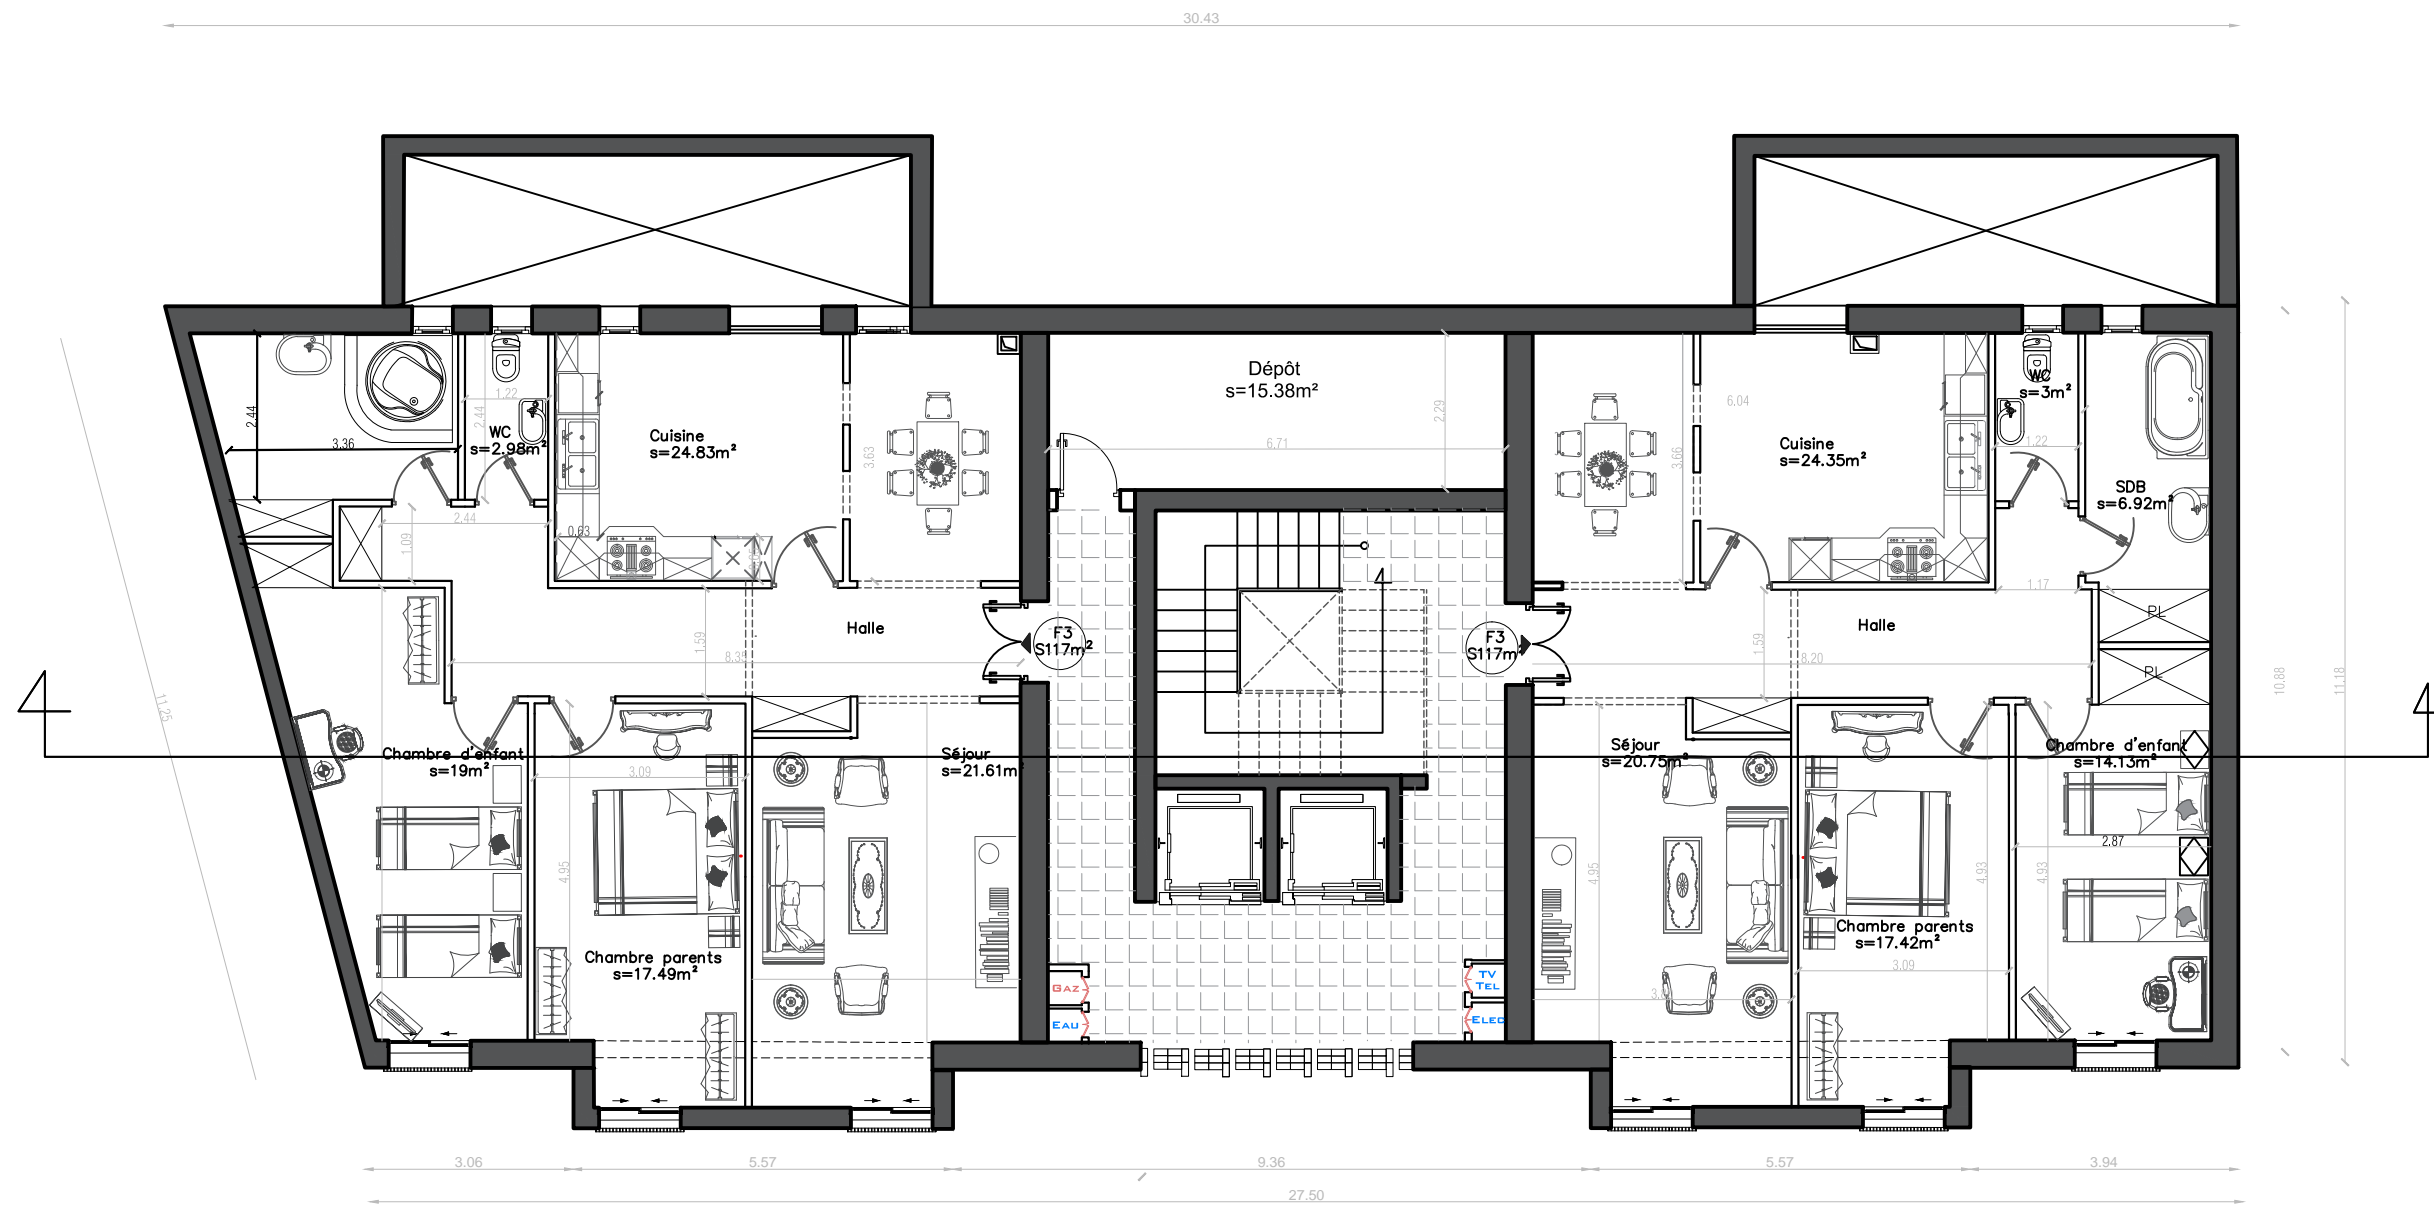 30.43
Dépôt
s=15.38m²
2.44
3.36
1.22
2.44
WC
s=2.98m²
Cuisine
s=24.83m²
3.63
6.71
2.29
6.04
3.66
Cuisine
s=24.35m²
WC
s=3m²
1.22
SDB
s=6.92m²
2.44
1.09
0.63
1.17
PL
PL
Halle
1.59
8.35
F3
S117m²
F3
S117m²
Halle
1.59
8.20
10.88
11.18
11.25
Chambre d'enfant
s=19m²
3.09
Séjour
s=21.61m²
Séjour
s=20.75m²
Chambre d'enfant
s=14.13m²
2.87
4.95
4.95
4.93
4.93
Chambre parents
s=17.49m²
Chambre parents
s=17.42m²
3.09
GAZ
EAU
TV
TEL
ELEC
3.06
5.57
9.36
5.57
3.94
27.50